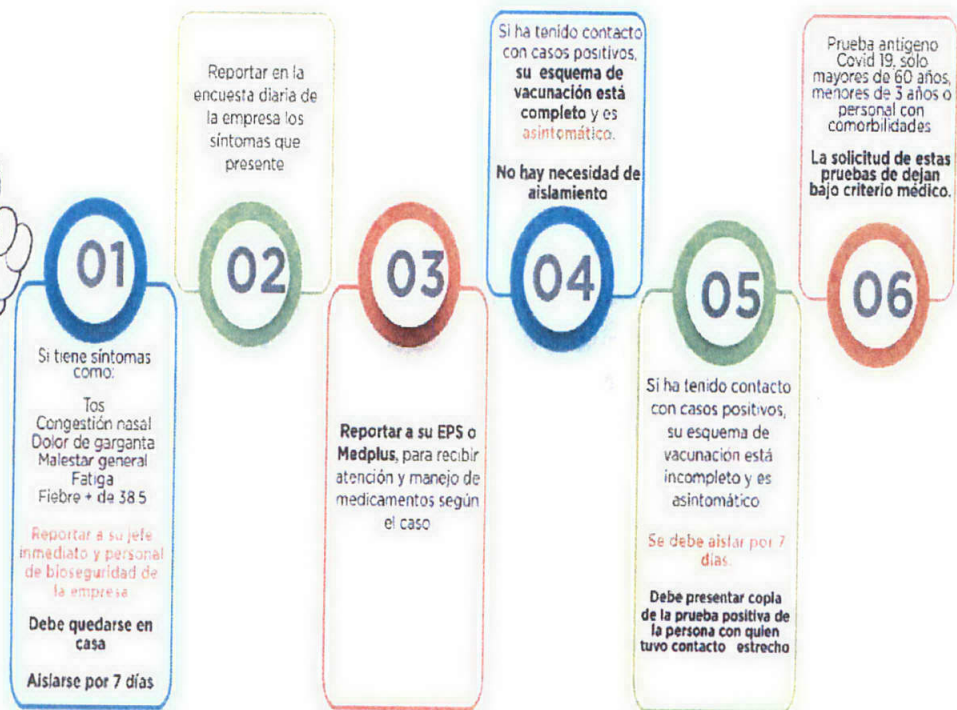 01
Si tiene síntomas
como:
Tos
Congestión nasal
Dolor de garganta
Malestar general
Fatiga
Fiebre + de 38.5
Reportar a su jefe
inmediato y personal
de bioseguridad de
la empresa
Debe quedarse en
casa
Aislarse por 7 días
Reportar en la
encuesta diaria de
la empresa los
síntomas que
presente
02
03
Reportar a su EPS o
Medplus, para recibir
atención y manejo de
medicamentos según
el caso
Si ha tenido contacto
con casos positivos,
su esquema de
vacunación está
completo y es
asintomático.
No hay necesidad de
aislamiento
04
05
Si ha tenido contacto
con casos positivos,
su esquema de
vacunación está
incompleto y es
asintomático
Se debe aislar por 7
días.
Debe presentar copia
de la prueba positiva de
la persona con quien
tuvo contacto estrecho
Prueba antígeno
Covid 19, sólo
mayores de 60 años,
menores de 3 años o
personal con
comorbilidades
La solicitud de estas
pruebas de dejan
bajo criterio médico.
06